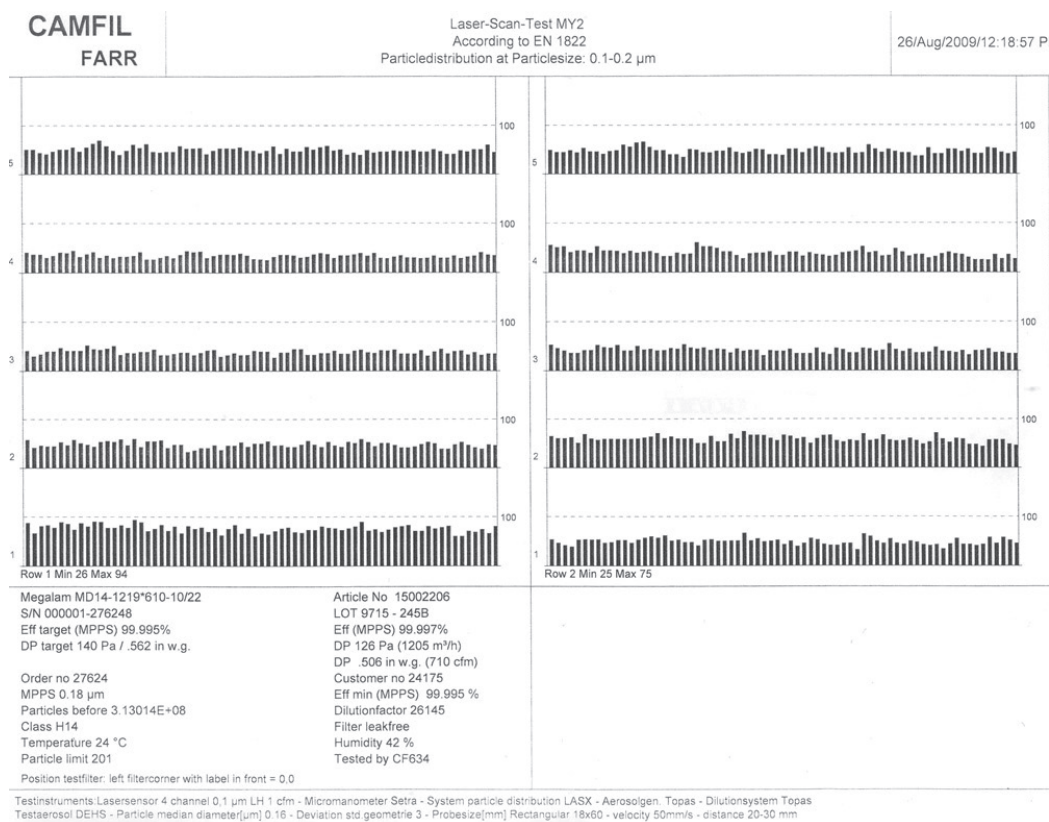 CAMFIL
FARR
Laser-Scan-Test MY2
According to EN 1822
Particledistribution at Particlesize: 0.1-0.2 µm
26/Aug/2009/12:18:57 P
5
100
5
100
4
100
4
100
3
100
3
100
2
100
2
100
1
100
1
100
Row 1 Min 26 Max 94
Row 2 Min 25 Max 75
Megalam MD14-1219*610-10/22
S/N 000001-276248
Eff target (MPPS) 99.995%
DP target 140 Pa / .562 in w.g.
Order no 27624
MPPS 0.18 µm
Particles before 3.13014E+08
Class H14
Temperature 24 °C
Particle limit 201
Article No 15002206
LOT 9715 - 245B
Eff (MPPS) 99.997%
DP 126 Pa (1205 m³/h)
DP .506 in w.g. (710 cfm)
Customer no 24175
Eff min (MPPS) 99.995 %
Dilutionfactor 26145
Filter leakfree
Humidity 42 %
Tested by CF634
Position testfilter: left filtercorner with label in front = 0,0
Testinstruments:Lasersensor 4 channel 0,1 µm LH 1 cfm - Micromanometer Setra - System particle distribution LASX - Aerosolgen. Topas - Dilutionsystem Topas
Testaerosol DEHS - Particle median diameter[µm] 0.16 - Deviation std.geometrie 3 - Probesize[mm] Rectangular 18x60 - velocity 50mm/s - distance 20-30 mm